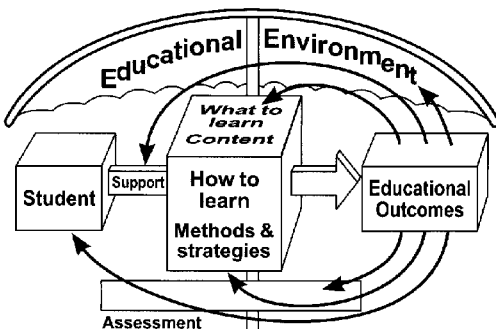 Educational Environment
What to
learn
Content
Student
Support
How to
learn
Methods &
strategies
Educational
Outcomes
Assessment